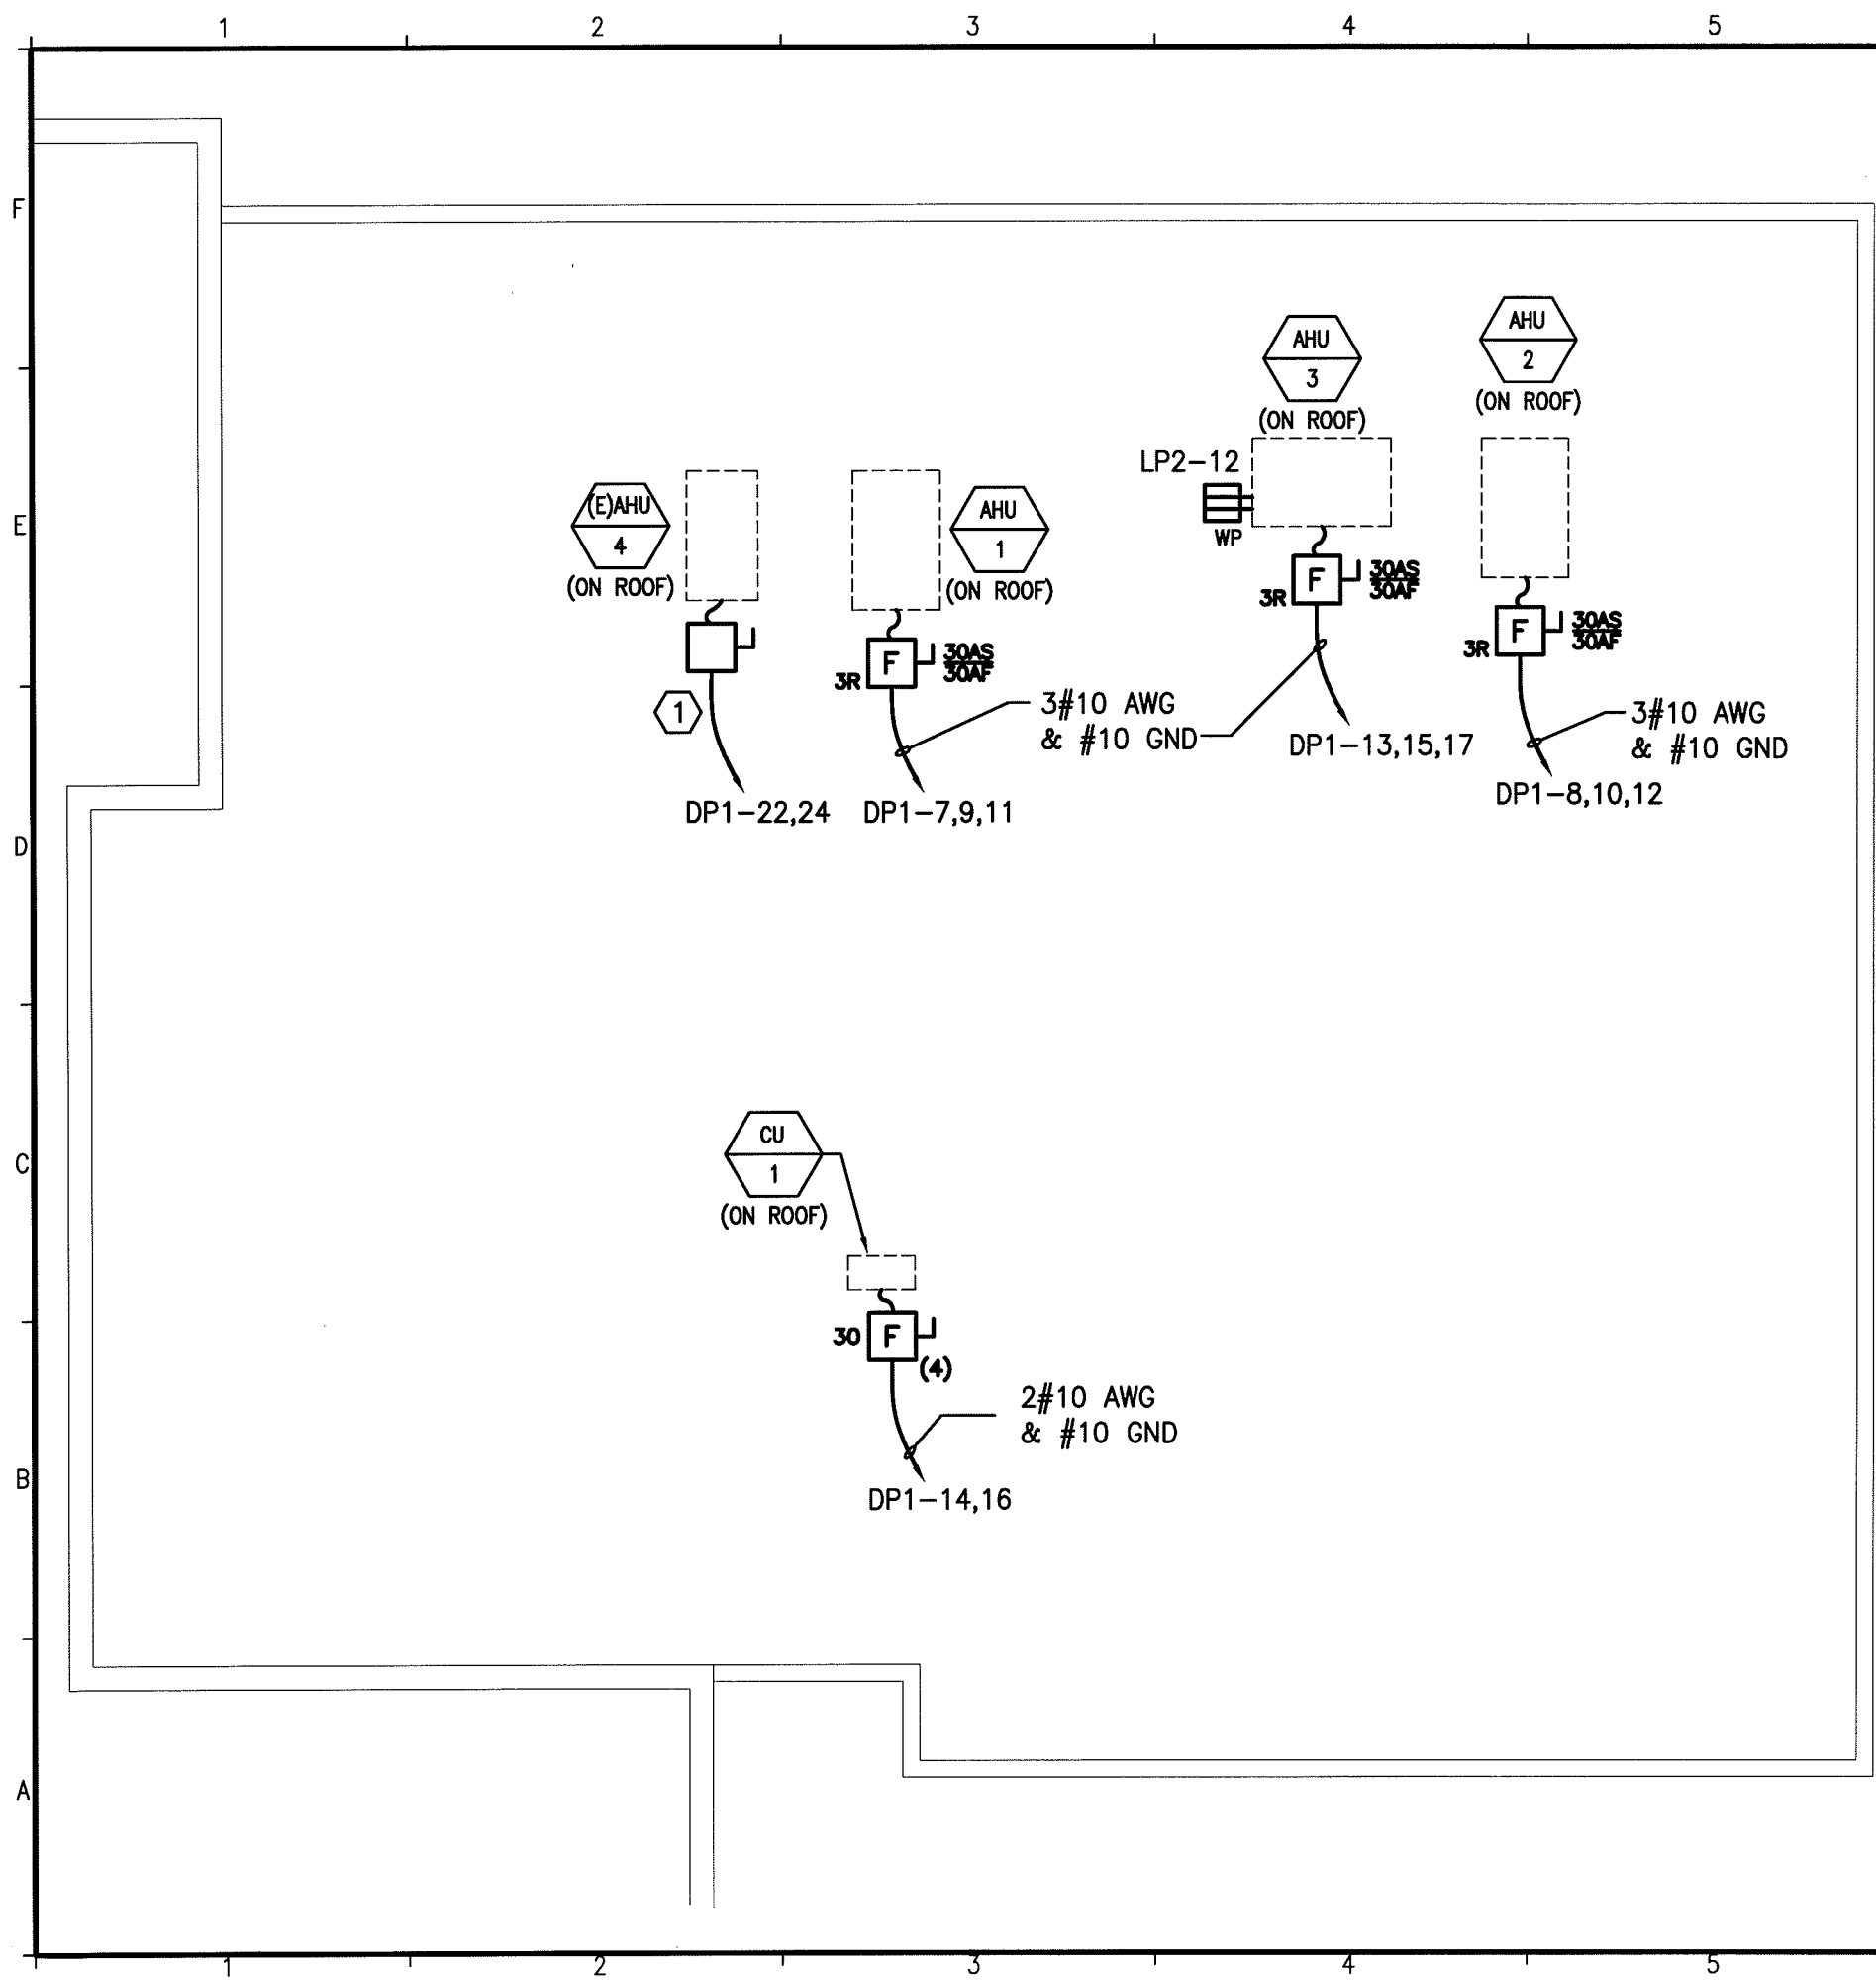 1 2 3 4 5
F
AHU
3
(ON ROOF)
AHU
2
(ON ROOF)
E
LP2-12
WP
(E)AHU
4
(ON ROOF)
AHU
1
(ON ROOF)
F
3R
30AS
30AF
F
3R
30AS
30AF
F
3R
30AS
30AF
1
3#10 AWG
& #10 GND
3#10 AWG
& #10 GND
DP1-22,24
DP1-7,9,11
DP1-13,15,17
DP1-8,10,12
D
C
CU
1
(ON ROOF)
30
F
(4)
2#10 AWG
& #10 GND
B
DP1-14,16
A
1 2 3 4 5